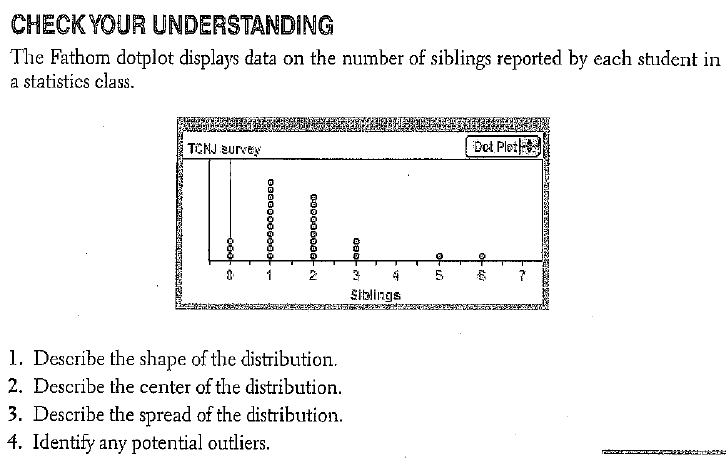 CHECK YOUR UNDERSTANDING
The Fathom dotplot displays data on the number of siblings reported by each student in
a statistics class.
TCNJ survey
Dot Plot
0 1 2 3 4 5 6 7
Siblings
1. Describe the shape of the distribution.
2. Describe the center of the distribution.
3. Describe the spread of the distribution.
4. Identify any potential outliers.